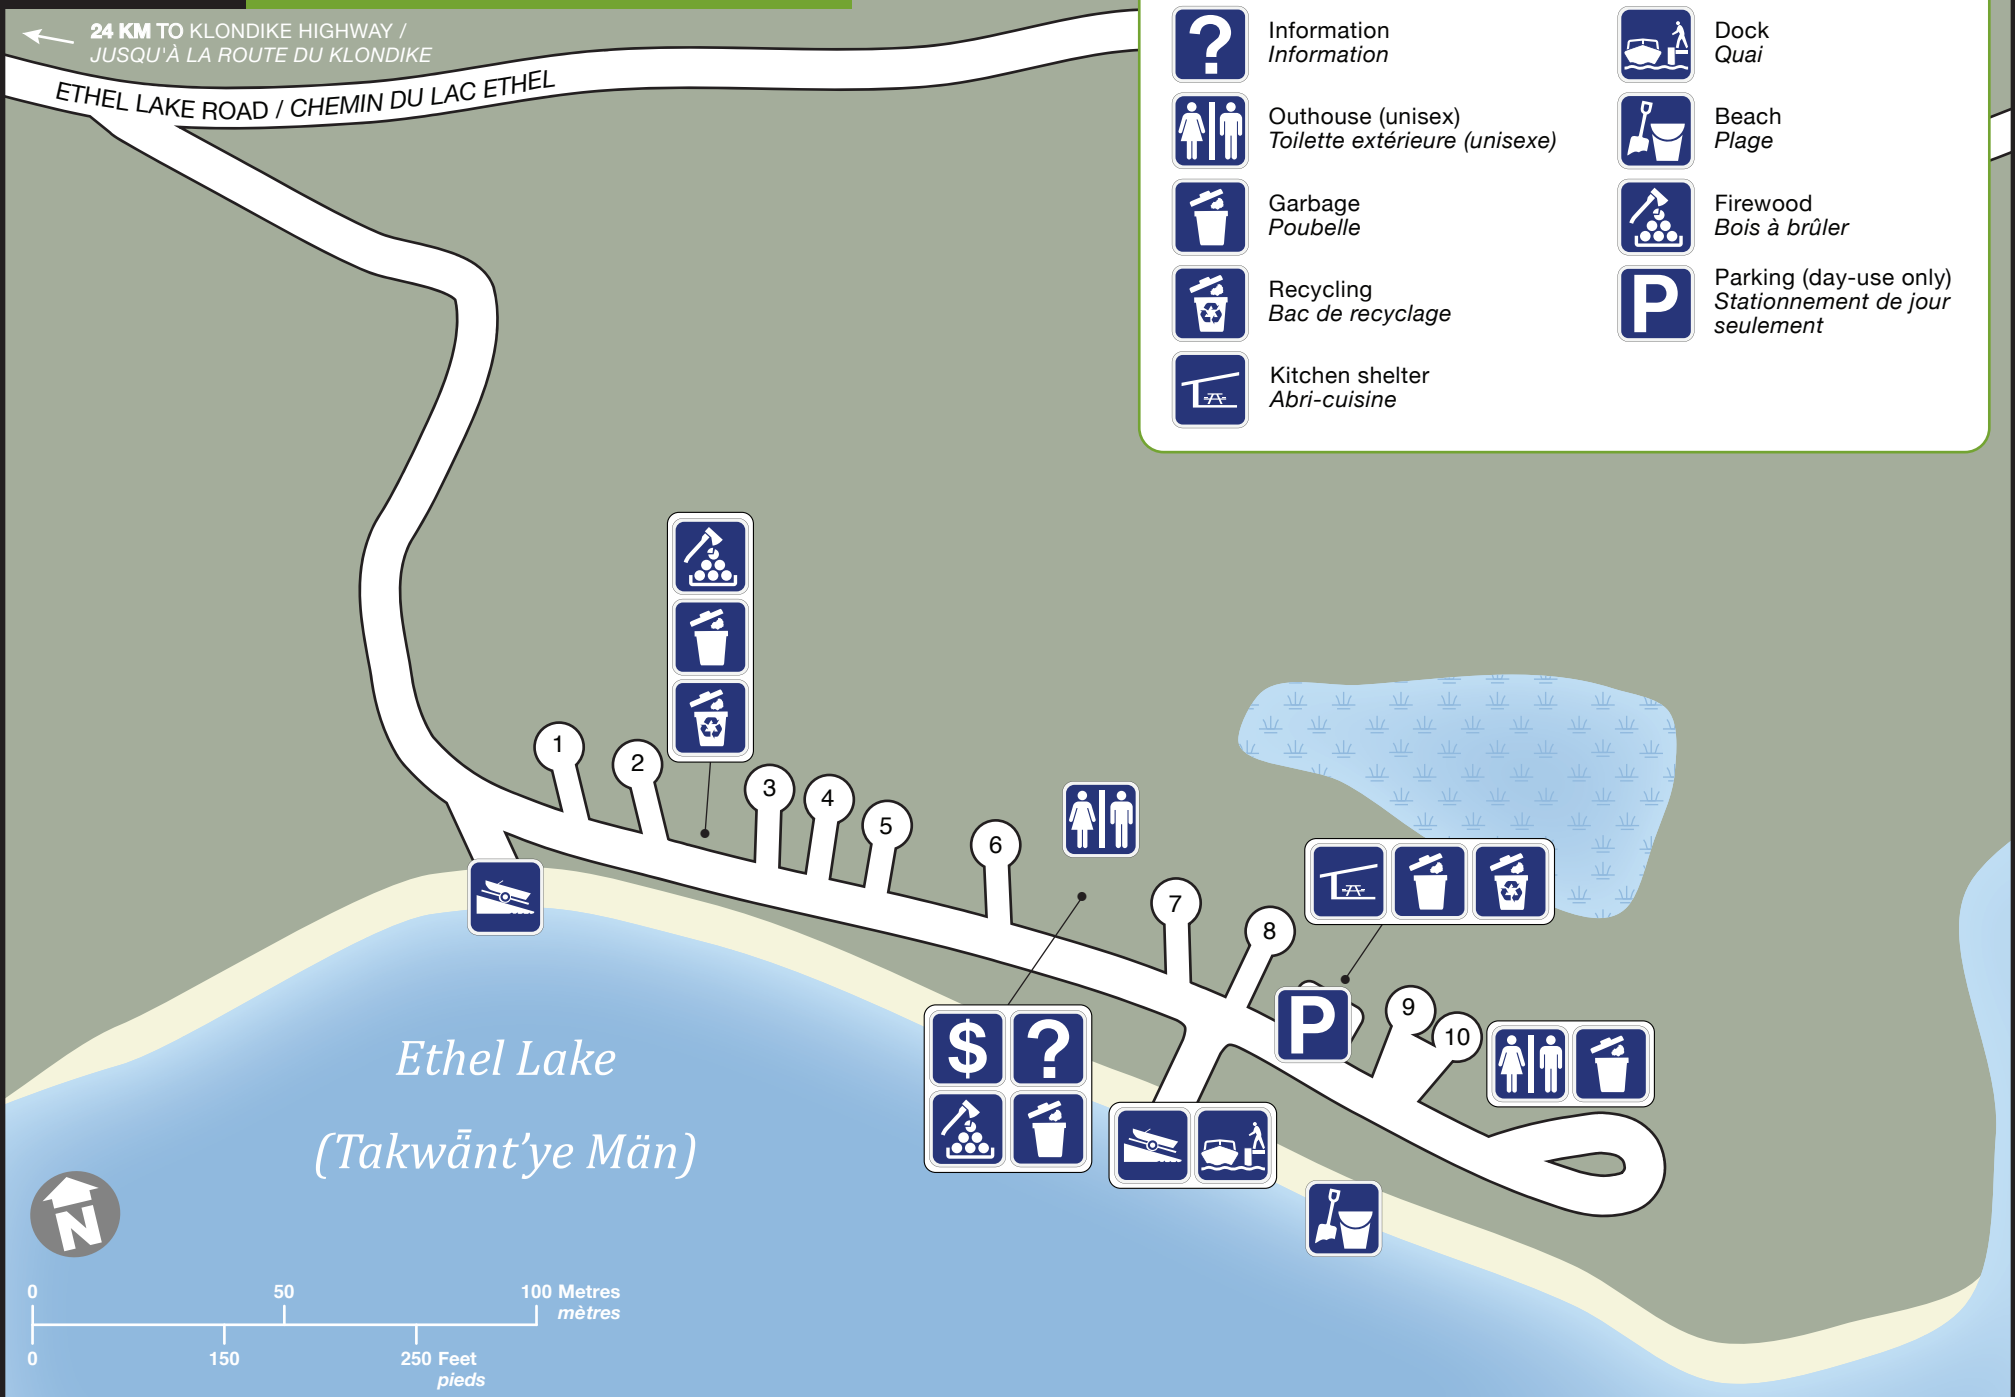 24 KM TO KLONDIKE HIGHWAY /
JUSQU'À LA ROUTE DU KLONDIKE
ETHEL LAKE ROAD / CHEMIN DU LAC ETHEL
?
Information
Information
Outhouse (unisex)
Toilette extérieure (unisexe)
Garbage
Poubelle
Recycling
Bac de recyclage
Kitchen shelter
Abri-cuisine
Dock
Quai
Beach
Plage
Firewood
Bois à brûler
P
Parking (day-use only)
Stationnement de jour
seulement
1
2
3
4
5
6
7
8
P
9
10
$ ?
Ethel Lake
(Takwǟnt'ye Män)
N
0 50 100 Metres
mètres
0 150 250 Feet
pieds